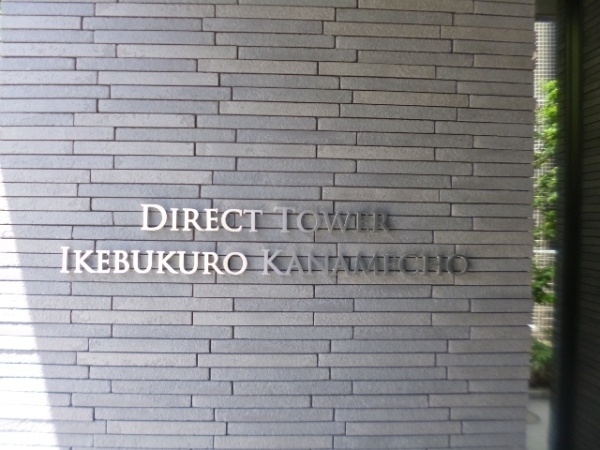 DIRECT TOWER
IKEBUKURO KANAMECHO